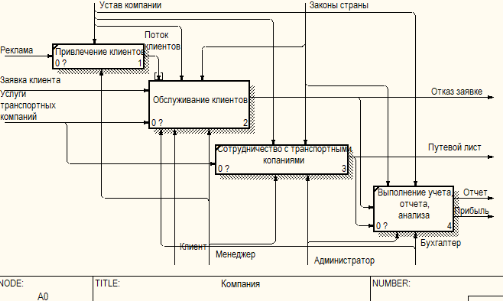 Устав компании
Законы страны
Поток
клиентов
Реклама
Привлечение клиентов
0 ?
1
Заявка клиента
Услуги
транспортных
компаний
Обслуживание клиентов
0 ?
2
Отказ заявке
Сотрудничество с транспортными
копаниями
0 ?
3
Путевой лист
Выполнение учета,
отчета,
анализа
0 ?
4
Отчет
Прибыль
Клиент
Менеджер
Администратор
Бухгалтер
NODE:
A0
TITLE:
Компания
NUMBER: